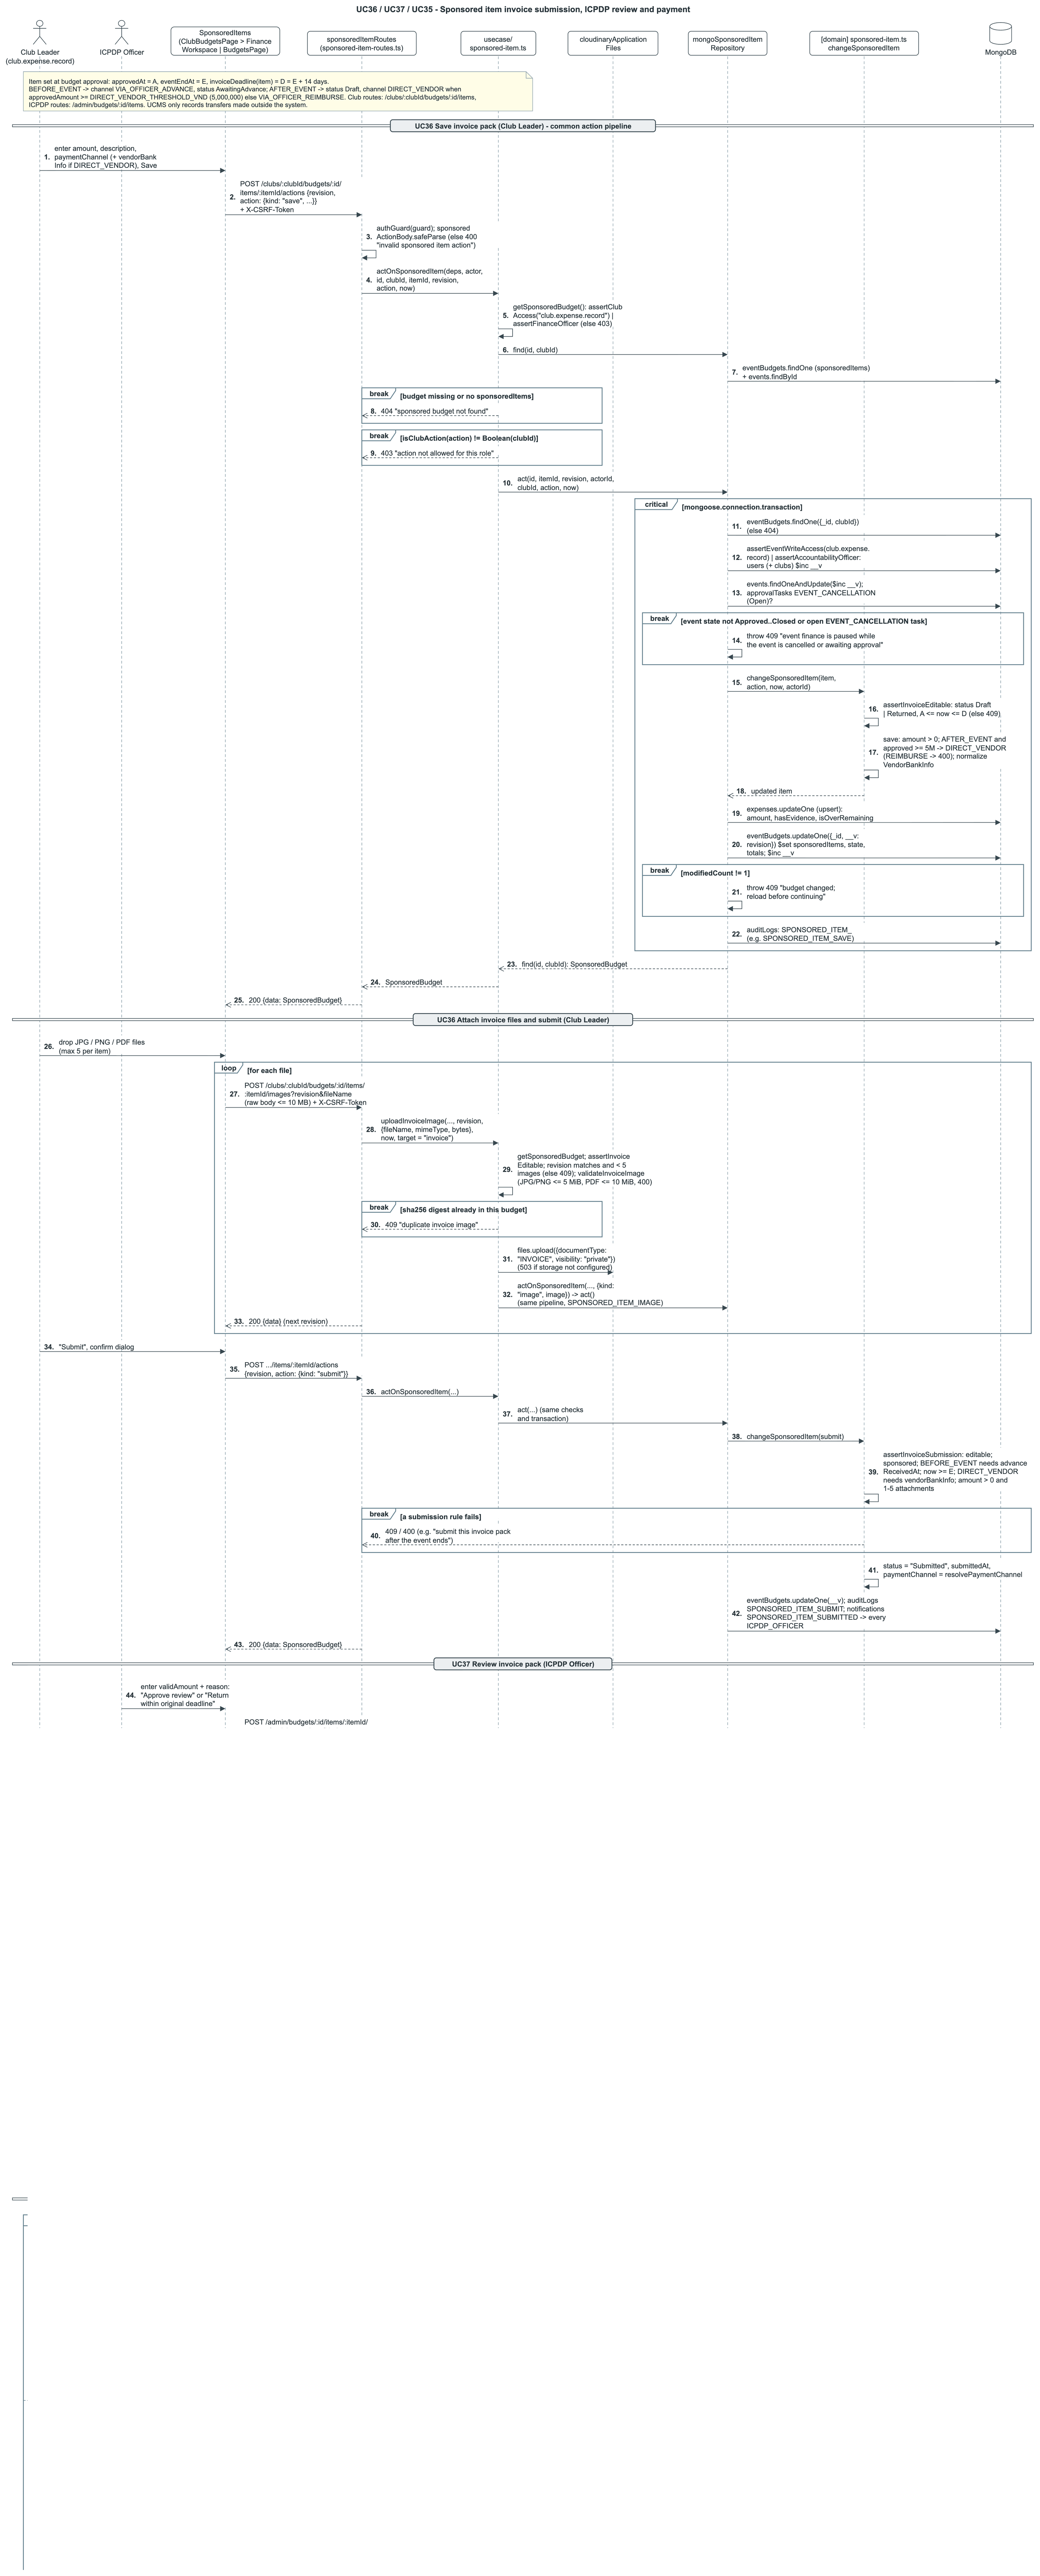 UC36 / UC37 / UC35 - Sponsored item invoice submission, ICPDP review and payment
Club Leader
(club.expense.record)
ICPDP Officer
SponsoredItems
(ClubBudgetsPage > Finance
Workspace | BudgetsPage)
sponsoredItemRoutes
(sponsored-item-routes.ts)
usecase/
sponsored-item.ts
cloudinaryApplication
Files
mongoSponsoredItem
Repository
[domain] sponsored-item.ts
changeSponsoredItem
MongoDB
Item set at budget approval: approvedAt = A, eventEndAt = E, invoiceDeadline(item) = D = E + 14 days.
BEFORE_EVENT -> channel VIA_OFFICER_ADVANCE, status AwaitingAdvance; AFTER_EVENT -> status Draft, channel DIRECT_VENDOR when
approvedAmount >= DIRECT_VENDOR_THRESHOLD_VND (5,000,000) else VIA_OFFICER_REIMBURSE. Club routes: /clubs/:clubId/budgets/:id/items,
ICPDP routes: /admin/budgets/:id/items. UCMS only records transfers made outside the system.
UC36 Save invoice pack (Club Leader) - common action pipeline
1. enter amount, description,
paymentChannel (+ vendorBank
Info if DIRECT_VENDOR), Save
2. POST /clubs/:clubId/budgets/:id/
items/:itemId/actions {revision,
action: {kind: "save", ...}}
+ X-CSRF-Token
3. authGuard(guard); sponsored
ActionBody.safeParse (else 400
"invalid sponsored item action")
4. actOnSponsoredItem(deps, actor,
id, clubId, itemId, revision,
action, now)
5. getSponsoredBudget(): assertClub
Access("club.expense.record") |
assertFinanceOfficer (else 403)
6. find(id, clubId)
7. eventBudgets.findOne (sponsoredItems)
+ events.findById
break [budget missing or no sponsoredItems]
8. 404 "sponsored budget not found"
break [isClubAction(action) != Boolean(clubId)]
9. 403 "action not allowed for this role"
10. act(id, itemId, revision, actorId,
clubId, action, now)
critical [mongoose.connection.transaction]
11. eventBudgets.findOne({_id, clubId})
(else 404)
12. assertEventWriteAccess(club.expense.
record) | assertAccountabilityOfficer:
users (+ clubs) $inc __v
13. events.findOneAndUpdate($inc __v);
approvalTasks EVENT_CANCELLATION
(Open)?
break [event state not Approved..Closed or open EVENT_CANCELLATION task]
14. throw 409 "event finance is paused while
the event is cancelled or awaiting approval"
15. changeSponsoredItem(item,
action, now, actorId)
16. assertInvoiceEditable: status Draft
| Returned, A <= now <= D (else 409)
17. save: amount > 0; AFTER_EVENT and
approved >= 5M -> DIRECT_VENDOR
(REIMBURSE -> 400); normalize
VendorBankInfo
18. updated item
19. expenses.updateOne (upsert):
amount, hasEvidence, isOverRemaining
20. eventBudgets.updateOne({_id, __v:
revision}) $set sponsoredItems, state,
totals; $inc __v
break [modifiedCount != 1]
21. throw 409 "budget changed;
reload before continuing"
22. auditLogs: SPONSORED_ITEM_
(e.g. SPONSORED_ITEM_SAVE)
23. find(id, clubId): SponsoredBudget
24. SponsoredBudget
25. 200 {data: SponsoredBudget}
UC36 Attach invoice files and submit (Club Leader)
26. drop JPG / PNG / PDF files
(max 5 per item)
loop [for each file]
27. POST /clubs/:clubId/budgets/:id/items/
:itemId/images?revision&fileName
(raw body <= 10 MB) + X-CSRF-Token
28. uploadInvoiceImage(..., revision,
{fileName, mimeType, bytes},
now, target = "invoice")
29. getSponsoredBudget; assertInvoice
Editable; revision matches and < 5
images (else 409); validateInvoiceImage
(JPG/PNG <= 5 MiB, PDF <= 10 MiB, 400)
break [sha256 digest already in this budget]
30. 409 "duplicate invoice image"
31. files.upload({documentType:
"INVOICE", visibility: "private"})
(503 if storage not configured)
32. actOnSponsoredItem(..., {kind:
"image", image}) -> act()
(same pipeline, SPONSORED_ITEM_IMAGE)
33. 200 {data} (next revision)
34. "Submit", confirm dialog
35. POST .../items/:itemId/actions
{revision, action: {kind: "submit"}}
36. actOnSponsoredItem(...)
37. act(...) (same checks
and transaction)
38. changeSponsoredItem(submit)
39. assertInvoiceSubmission: editable;
sponsored; BEFORE_EVENT needs advance
ReceivedAt; now >= E; DIRECT_VENDOR
needs vendorBankInfo; amount > 0 and
1-5 attachments
break [a submission rule fails]
40. 409 / 400 (e.g. "submit this invoice pack
after the event ends")
41. status = "Submitted", submittedAt,
paymentChannel = resolvePaymentChannel
42. eventBudgets.updateOne(__v); auditLogs
SPONSORED_ITEM_SUBMIT; notifications
SPONSORED_ITEM_SUBMITTED -> every
ICPDP_OFFICER
43. 200 {data: SponsoredBudget}
UC37 Review invoice pack (ICPDP Officer)
44. enter validAmount + reason:
"Approve review" or "Return
within original deadline"
POST /admin/budgets/:id/items/:itemId/